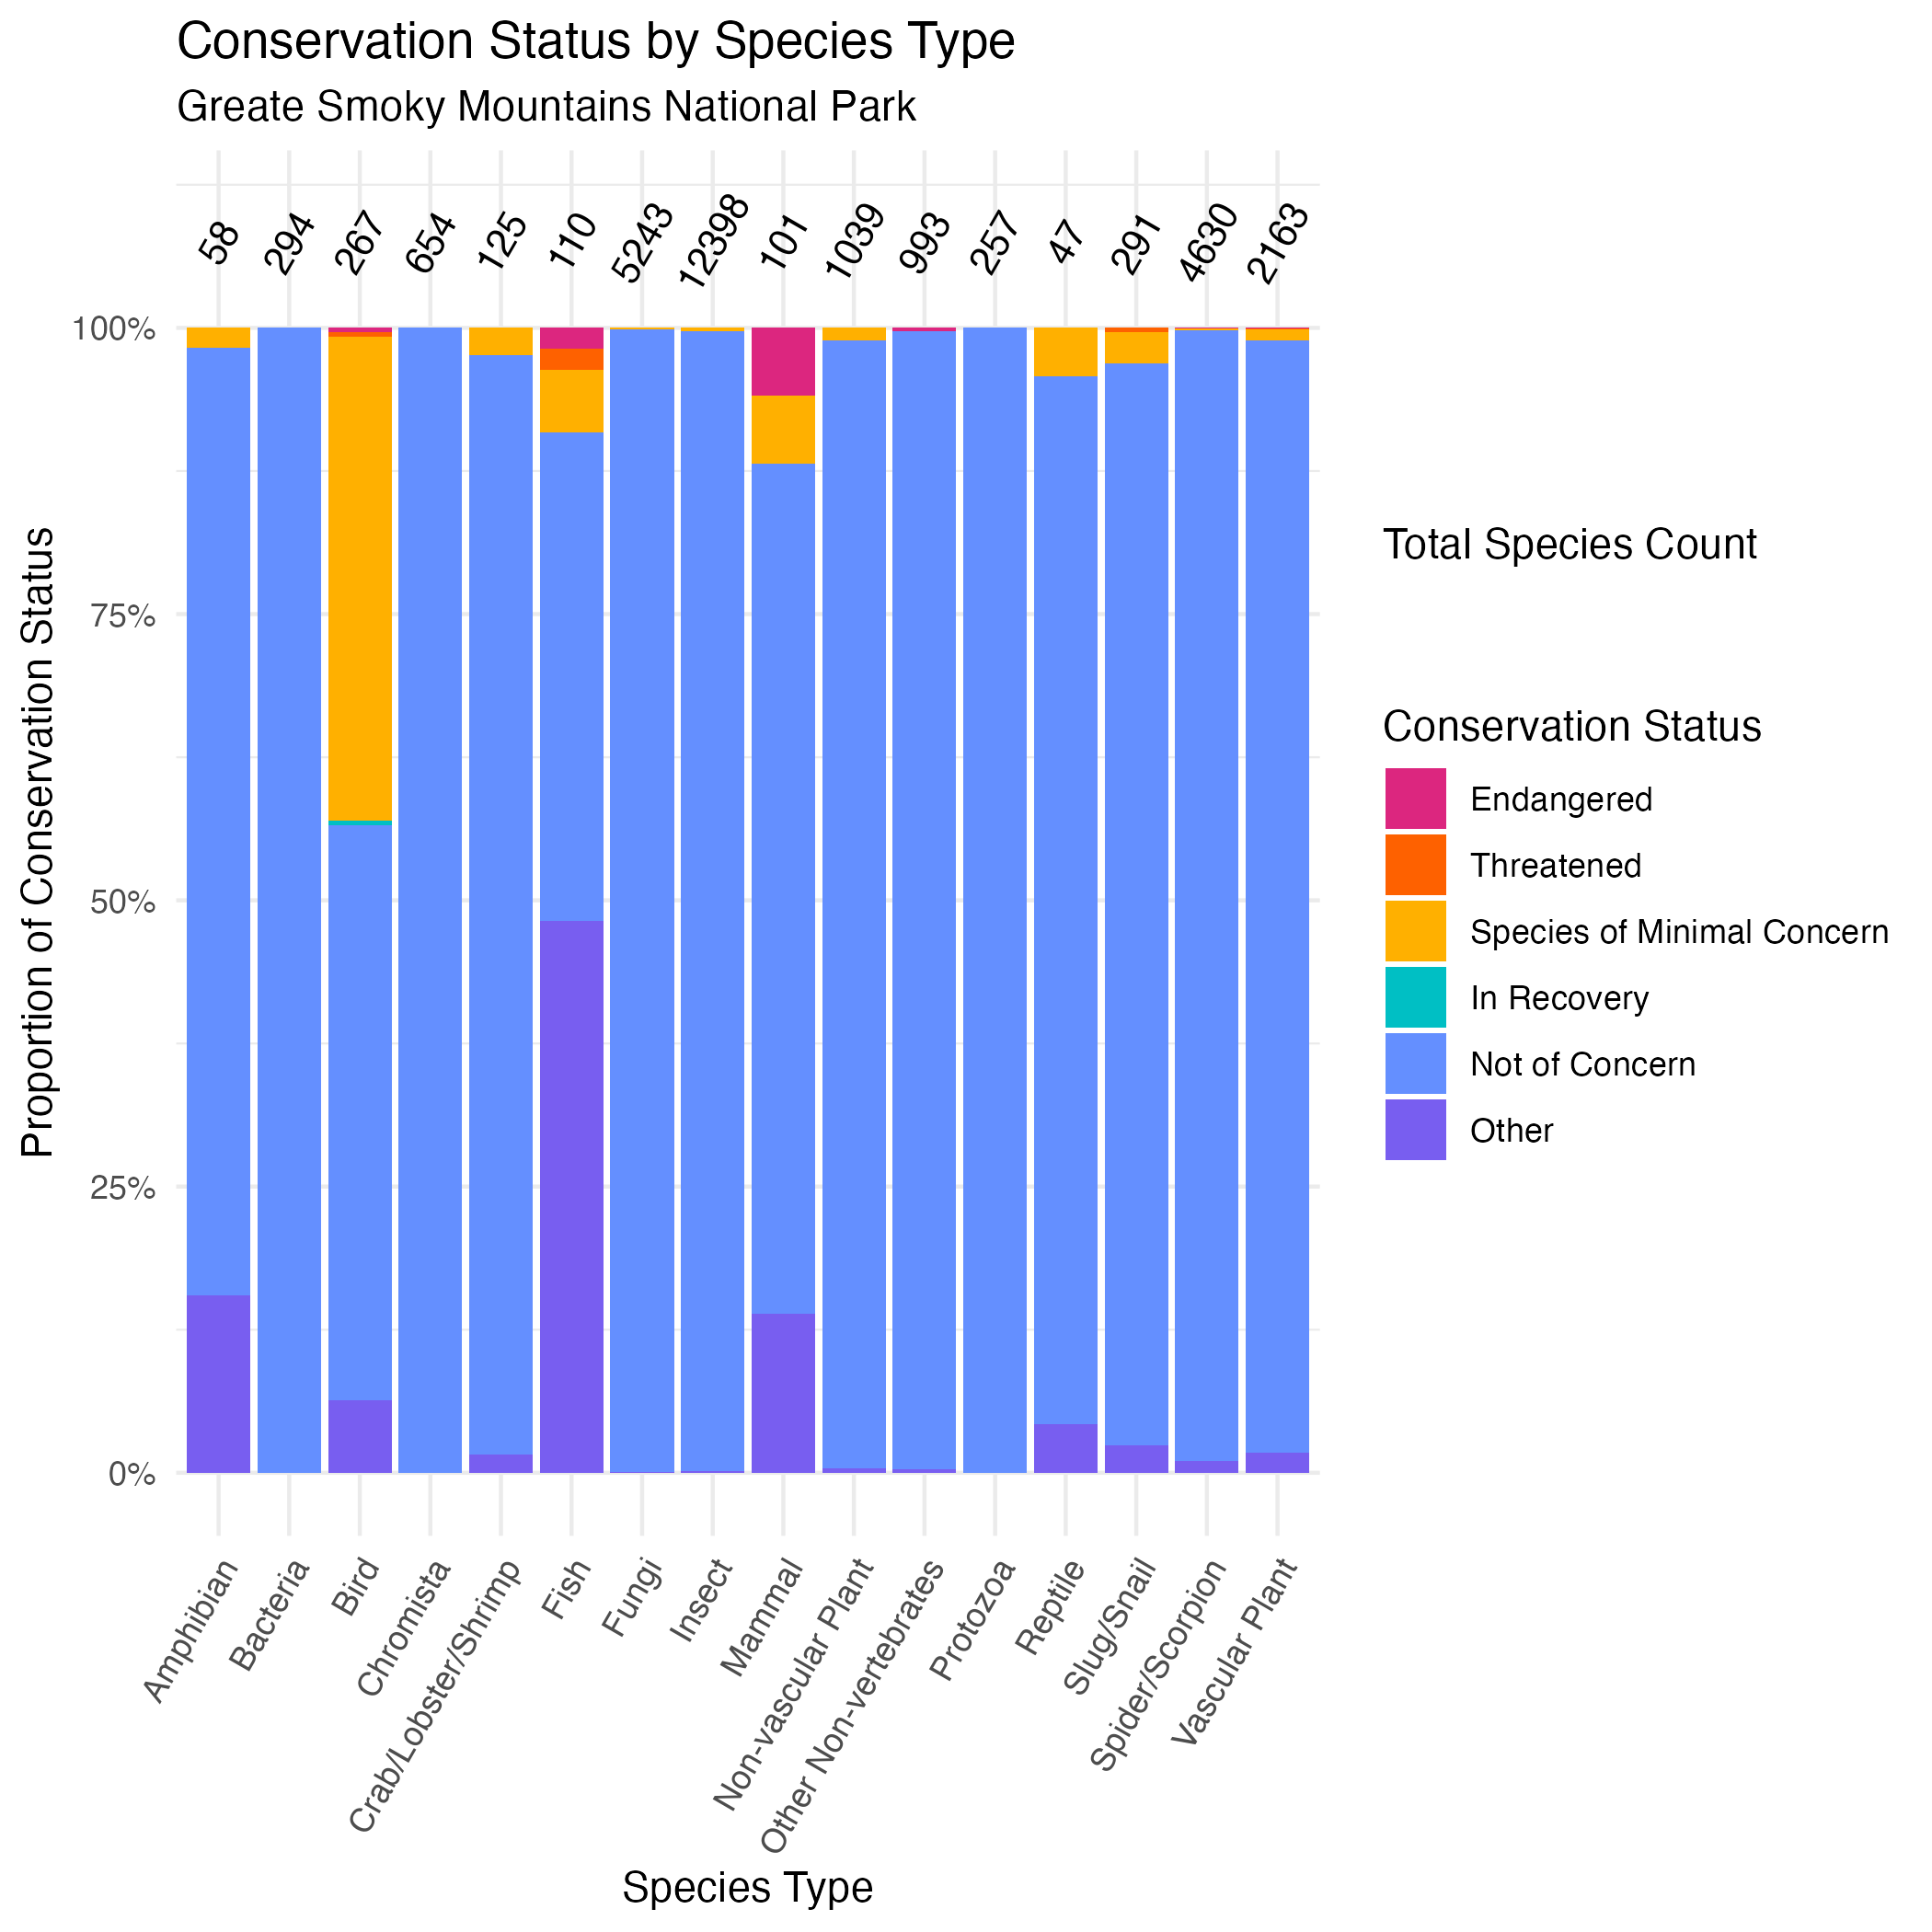 Conservation Status by Species Type
Greate Smoky Mountains National Park
58
294
267
654
125
110
5243
12398
101
1039
993
257
47
291
4630
2163
100%
75%
50%
25%
0%
Proportion of Conservation Status
Amphibian
Bacteria
Bird
Chromista
Crab/Lobster/Shrimp
Fish
Fungi
Insect
Mammal
Non-vascular Plant
Other Non-vertebrates
Protozoa
Reptile
Slug/Snail
Spider/Scorpion
Vascular Plant
Species Type
Total Species Count
Conservation Status
Endangered
Threatened
Species of Minimal Concern
In Recovery
Not of Concern
Other